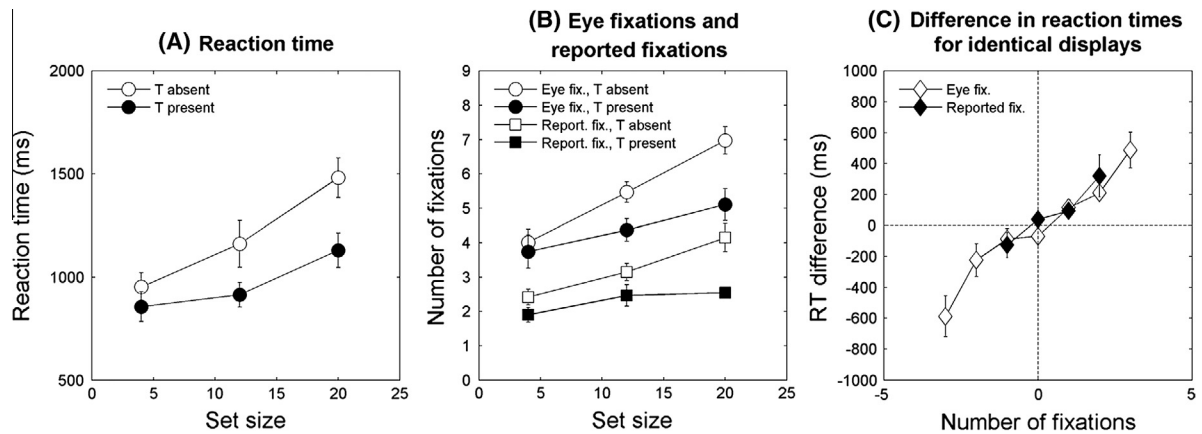 (A) Reaction time
2000
1500
1000
500
0 5 10 15 20 25
Reaction time (ms)
Set size
T absent
T present
(B) Eye fixations and
reported fixations
9
8
7
6
5
4
3
2
1
0
0 5 10 15 20 25
Number of fixations
Set size
Eye fix., T absent
Eye fix., T present
Report. fix., T absent
Report. fix., T present
(C) Difference in reaction times
for identical displays
1000
800
600
400
200
0
-200
-400
-600
-800
-1000
-5 0 5
RT difference (ms)
Number of fixations
Eye fix.
Reported fix.